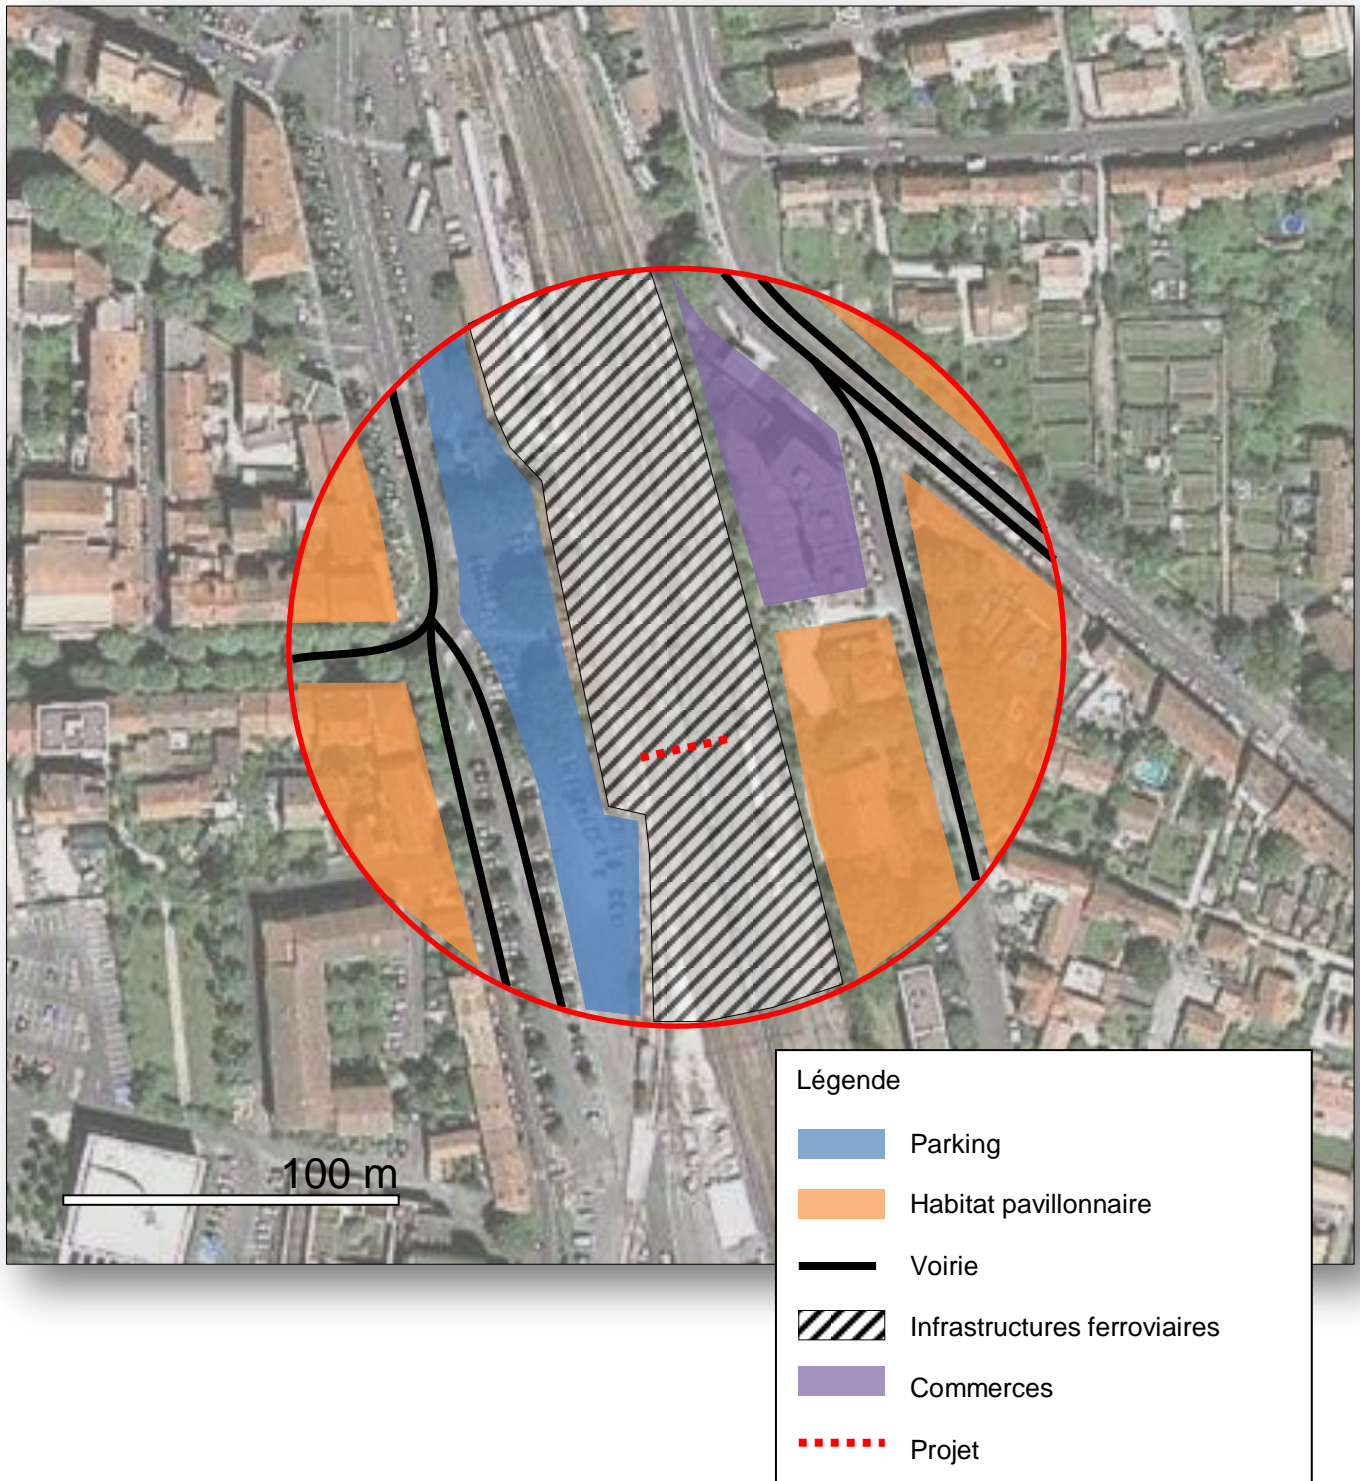 100 m
Légende
Parking
Habitat pavillonnaire
Voirie
Infrastructures ferroviaires
Commerces
Projet